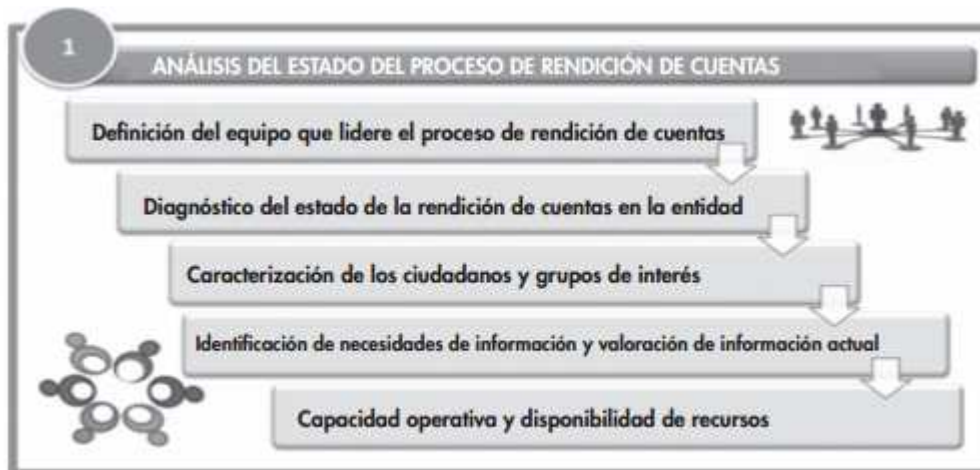 1
ANÁLISIS DEL ESTADO DEL PROCESO DE RENDICIÓN DE CUENTAS
Definición del equipo que lidere el proceso de rendición de cuentas
Diagnóstico del estado de la rendición de cuentas en la entidad
Caracterización de los ciudadanos y grupos de interés
Identificación de necesidades de información y valoración de información actual
Capacidad operativa y disponibilidad de recursos